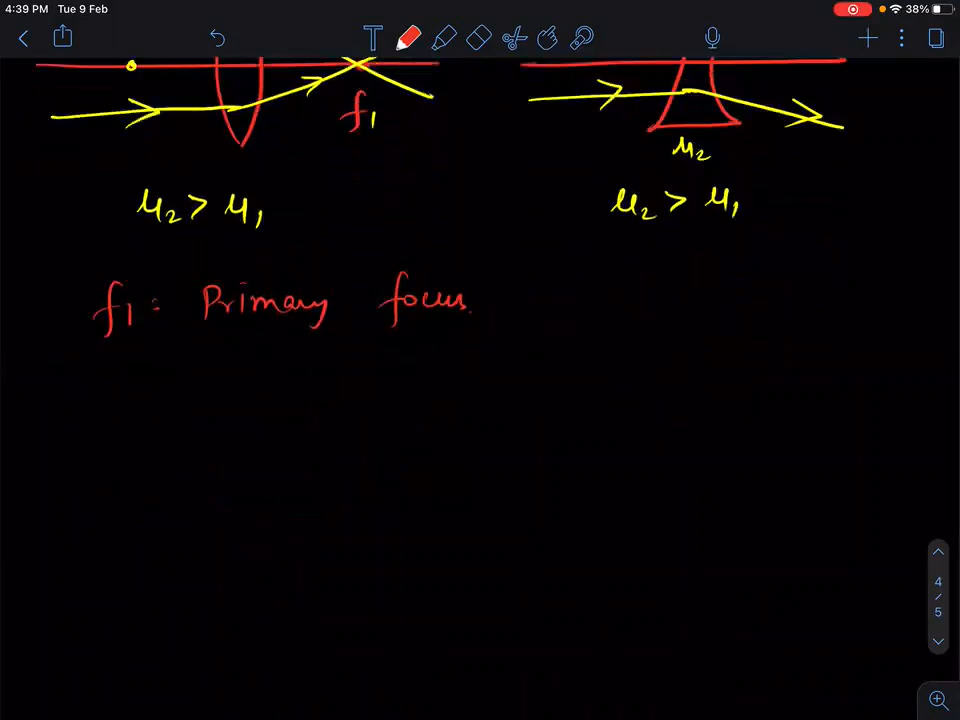 4:39 PM Tue 9 Feb 38%
T
f₁
μ₂
μ₂ > μ₁
μ₂ > μ₁
f₁ : Primary focus.
4
/
5